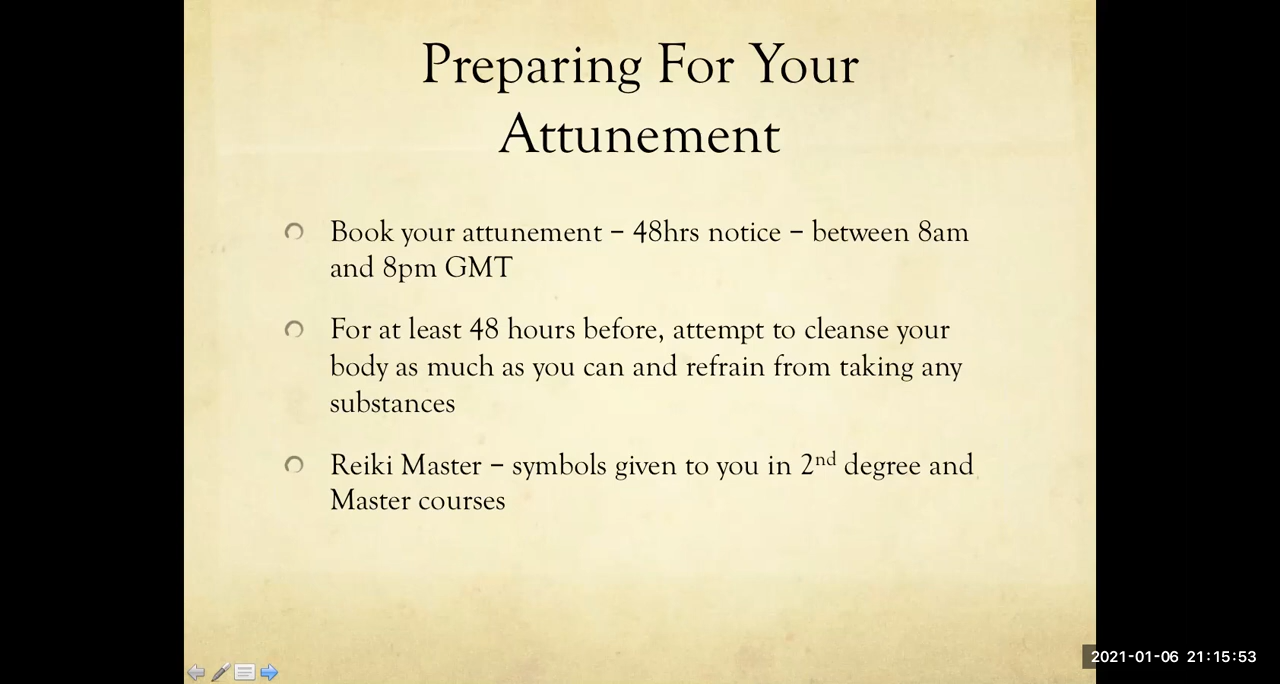 Preparing For Your
Attunement
Book your attunement – 48hrs notice – between 8am
and 8pm GMT
For at least 48 hours before, attempt to cleanse your
body as much as you can and refrain from taking any
substances
Reiki Master – symbols given to you in 2nd degree and
Master courses
2021-01-06 21:15:53